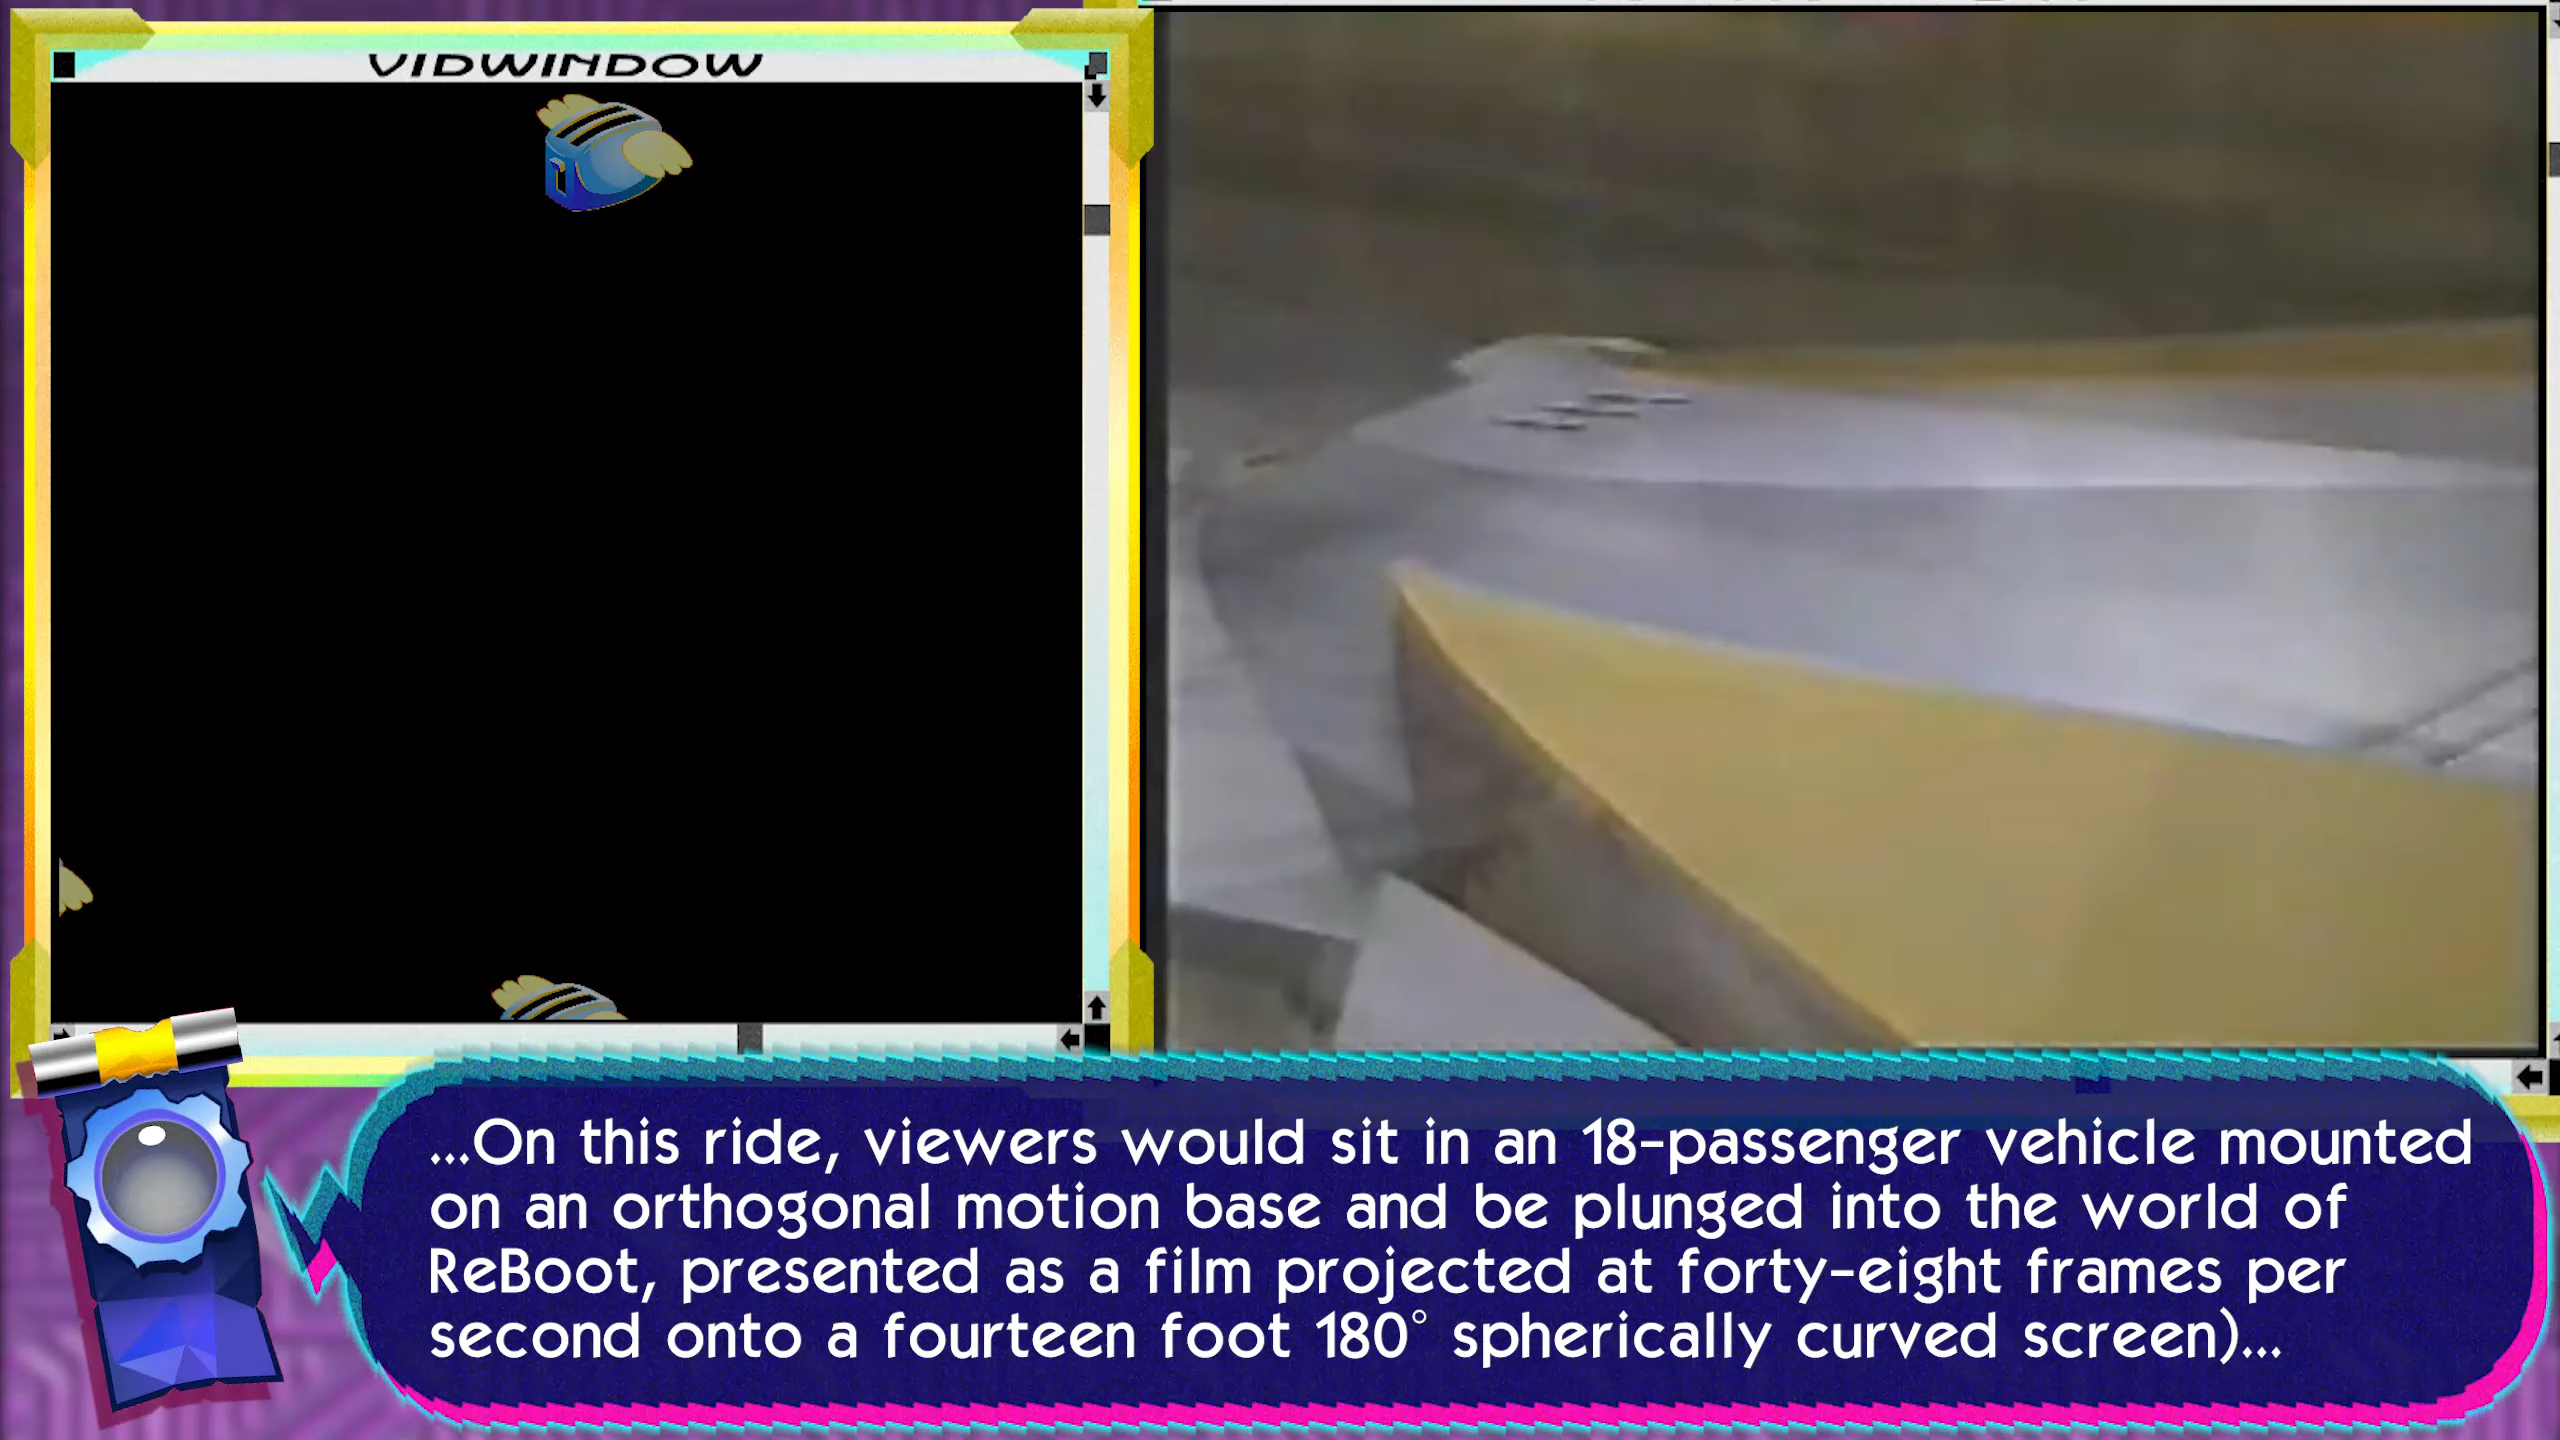 VIDWINDOW
...On this ride, viewers would sit in an 18-passenger vehicle mounted
on an orthogonal motion base and be plunged into the world of
ReBoot, presented as a film projected at forty-eight frames per
second onto a fourteen foot 180° spherically curved screen)...